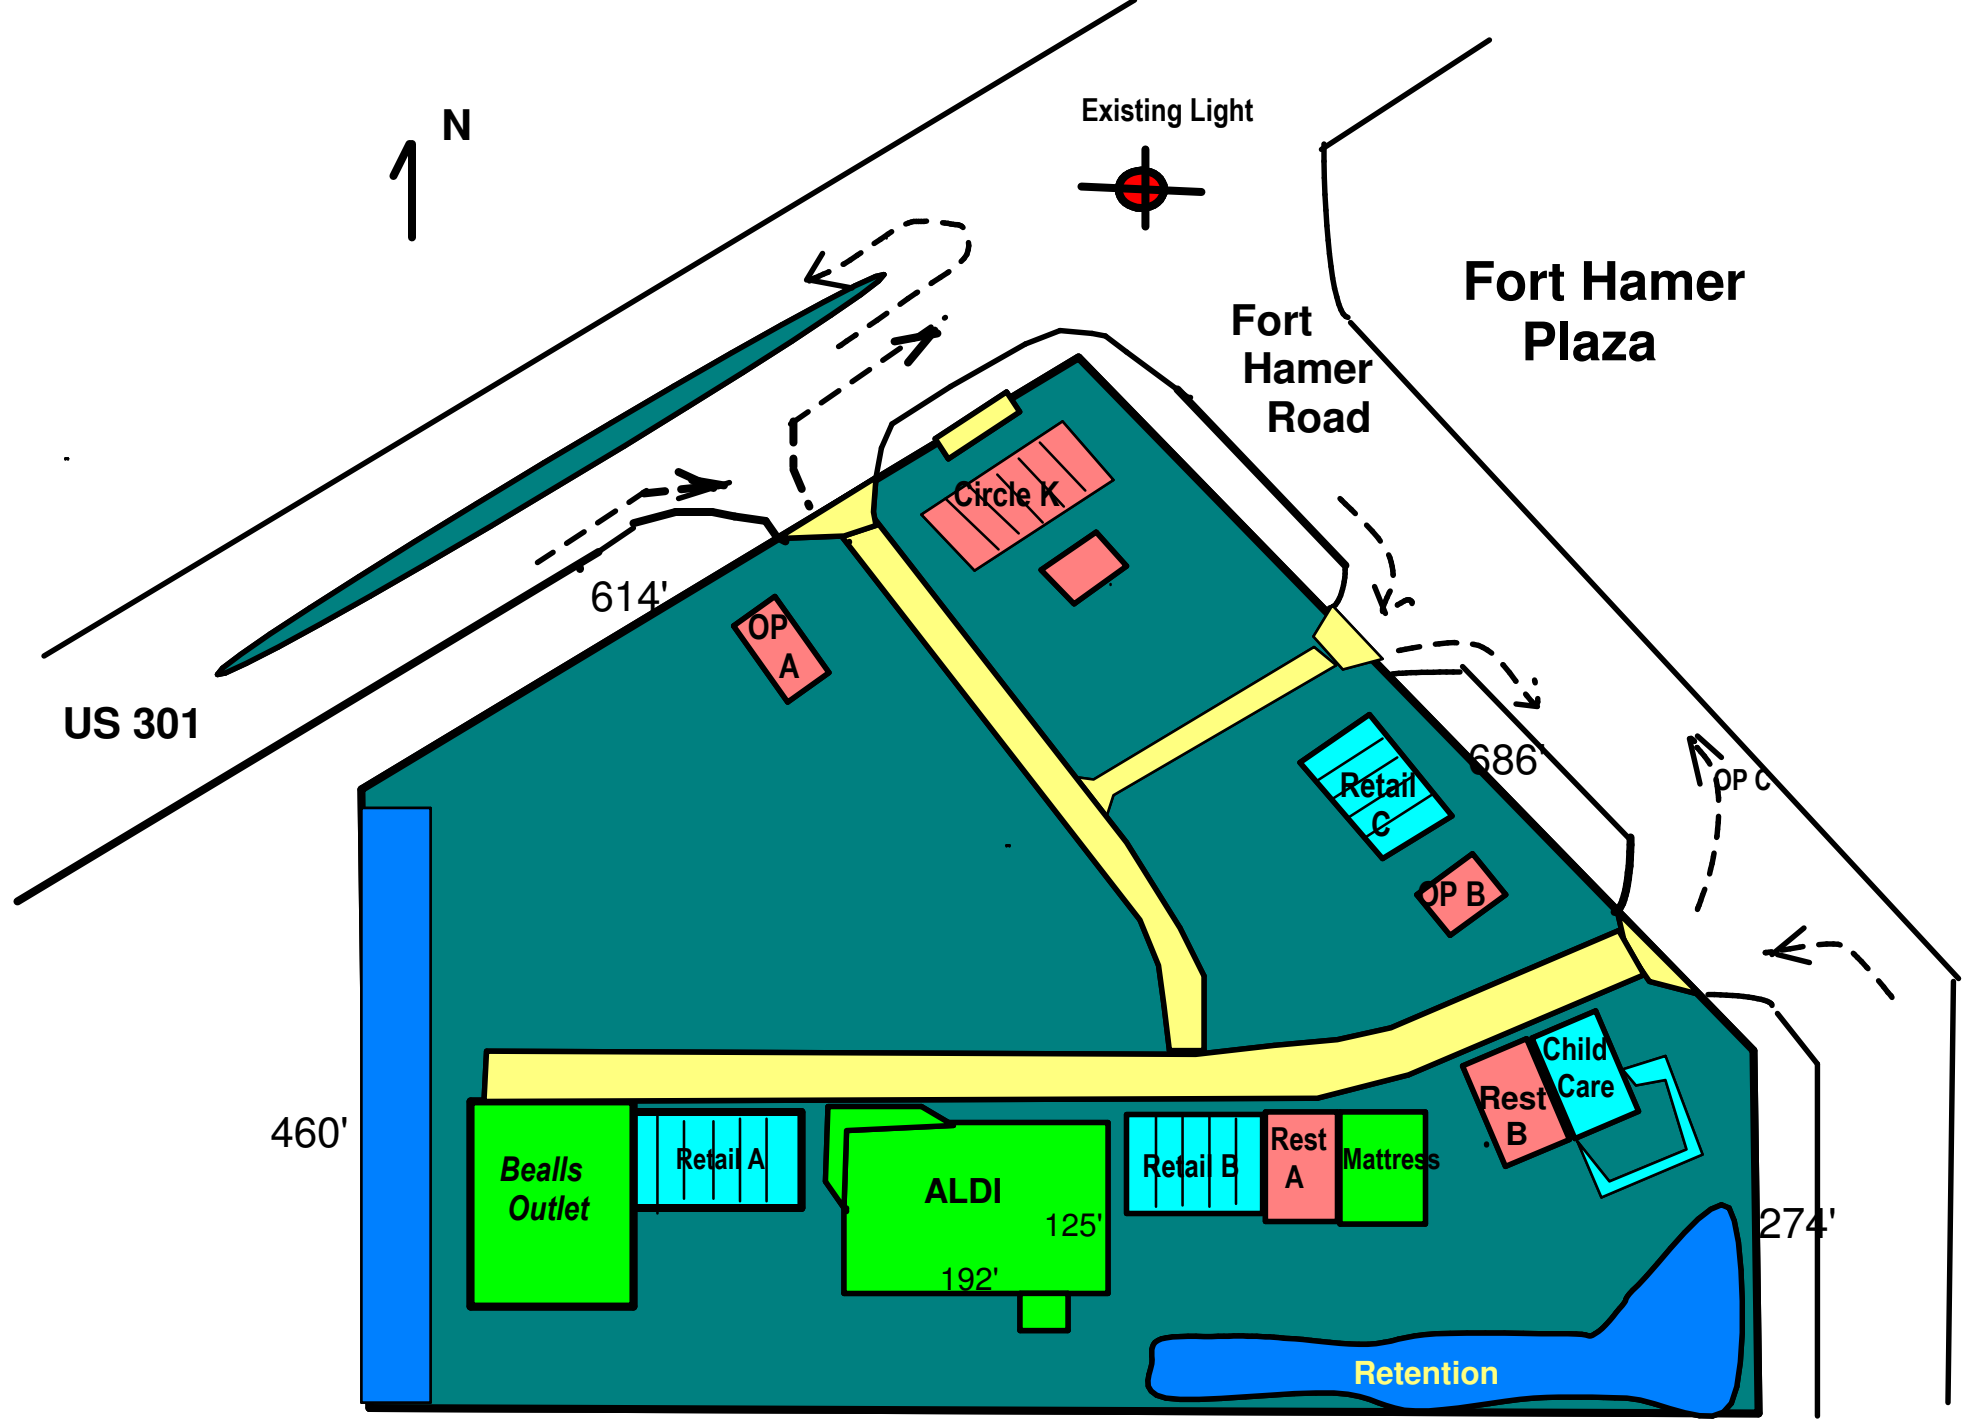 N
Existing Light
Fort Hamer
Plaza
Fort
Hamer
Road
Circle K
614'
OP
A
US 301
686'
OP C
Retail
C
OP B
Child
Care
Rest
B
460'
Bealls
Outlet
Retail A
ALDI
125'
192'
Retail B
Rest
A
Mattress
274'
Retention